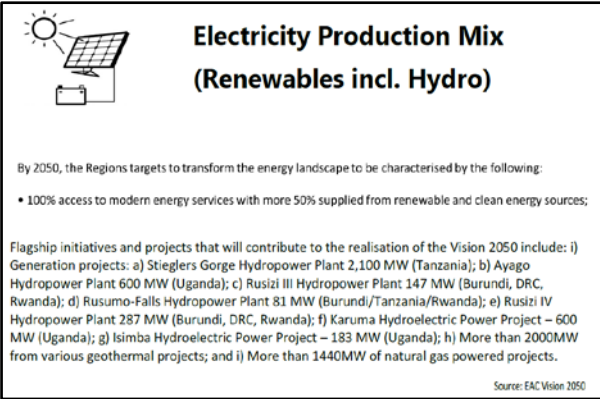 Electricity Production Mix
(Renewables incl. Hydro)
By 2050, the Regions targets to transform the energy landscape to be characterised by the following:
• 100% access to modern energy services with more 50% supplied from renewable and clean energy sources;
Flagship initiatives and projects that will contribute to the realisation of the Vision 2050 include: i)
Generation projects: a) Stieglers Gorge Hydropower Plant 2,100 MW (Tanzania); b) Ayago
Hydropower Plant 600 MW (Uganda); c) Rusizi III Hydropower Plant 147 MW (Burundi, DRC,
Rwanda); d) Rusumo-Falls Hydropower Plant 81 MW (Burundi/Tanzania/Rwanda); e) Rusizi IV
Hydropower Plant 287 MW (Burundi, DRC, Rwanda); f) Karuma Hydroelectric Power Project – 600
MW (Uganda); g) Isimba Hydroelectric Power Project – 183 MW (Uganda); h) More than 2000MW
from various geothermal projects; and i) More than 1440MW of natural gas powered projects.
Source: EAC Vision 2050